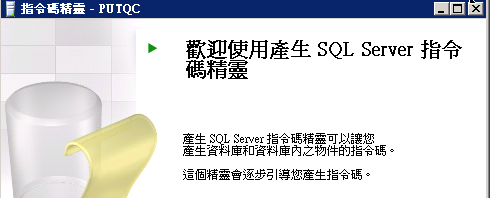 指令碼精靈 - PUTQC
歡迎使用產生 SQL Server 指令
碼精靈
產生 SQL Server 指令碼精靈可以讓您
產生資料庫和資料庫內之物件的指令碼。
這個精靈會逐步引導您產生指令碼。